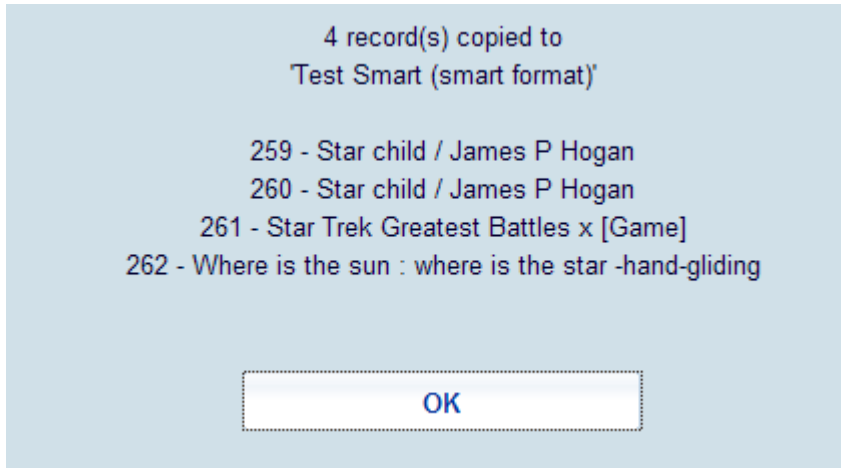 4 record(s) copied to
'Test Smart (smart format)'
259 - Star child / James P Hogan
260 - Star child / James P Hogan
261 - Star Trek Greatest Battles x [Game]
262 - Where is the sun : where is the star -hand-gliding
OK